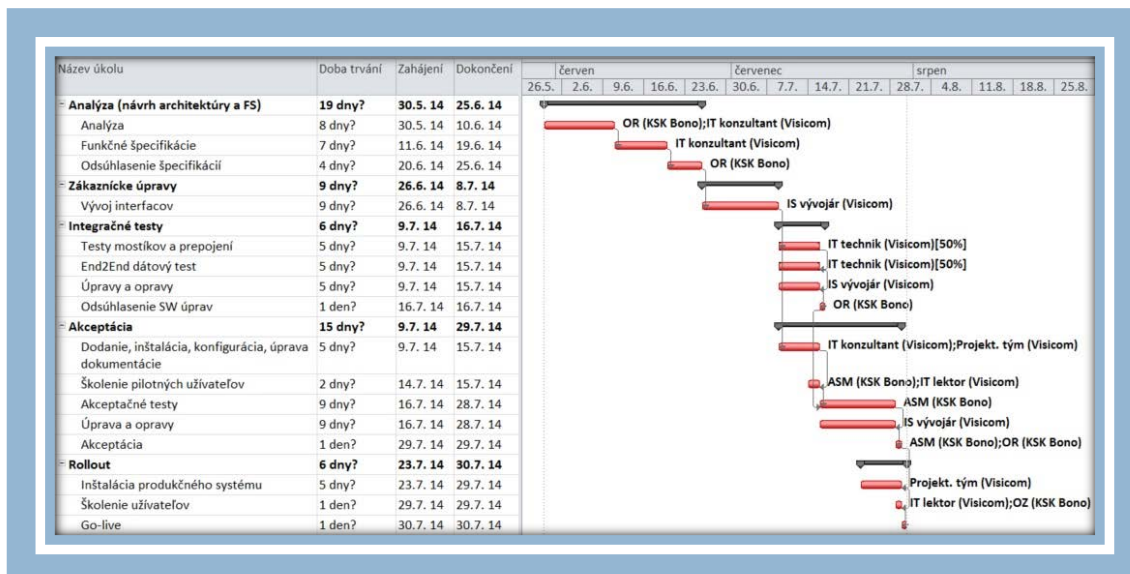 Název úkolu Doba trvání Zahájení Dokončení červen červenec srpen
26.5. 2.6. 9.6. 16.6. 23.6. 30.6. 7.7. 14.7. 21.7. 28.7. 4.8. 11.8. 18.8. 25.8.
Analýza (návrh architektúry a FS) 19 dny? 30.5. 14 25.6. 14
Analýza 8 dny? 30.5. 14 10.6. 14 OR (KSK Bono);IT konzultant (Visicom)
Funkčné špecifikácie 7 dny? 11.6. 14 19.6. 14 IT konzultant (Visicom)
Odsúhlasenie špecifikácií 4 dny? 20.6. 14 25.6. 14 OR (KSK Bono)
Zákaznícke úpravy 9 dny? 26.6. 14 8.7. 14
Vývoj interfacov 9 dny? 26.6. 14 8.7. 14 IS vývojár (Visicom)
Integračné testy 6 dny? 9.7. 14 16.7. 14
Testy mostíkov a prepojení 5 dny? 9.7. 14 15.7. 14 IT technik (Visicom)[50%]
End2End dátový test 5 dny? 9.7. 14 15.7. 14 IT technik (Visicom)[50%]
Úpravy a opravy 5 dny? 9.7. 14 15.7. 14 IS vývojár (Visicom)
Odsúhlasenie SW úprav 1 den? 16.7. 14 16.7. 14 OR (KSK Bono)
Akceptácia 15 dny? 9.7. 14 29.7. 14
Dodanie, inštalácia, konfigurácia, úprava 5 dny? 9.7. 14 15.7. 14 IT konzultant (Visicom);Projekt. tým (Visicom)
dokumentácie
Školenie pilotných užívateľov 2 dny? 14.7. 14 15.7. 14 ASM (KSK Bono);IT lektor (Visicom)
Akceptačné testy 9 dny? 16.7. 14 28.7. 14 ASM (KSK Bono)
Úprava a opravy 9 dny? 16.7. 14 28.7. 14 IS vývojár (Visicom)
Akceptácia 1 den? 29.7. 14 29.7. 14 ASM (KSK Bono);OR (KSK Bono)
Rollout 6 dny? 23.7. 14 30.7. 14
Inštalácia produkčného systému 5 dny? 23.7. 14 29.7. 14 Projekt. tým (Visicom)
Školenie užívateľov 1 den? 29.7. 14 29.7. 14 IT lektor (Visicom);OZ (KSK Bono)
Go-live 1 den? 30.7. 14 30.7. 14